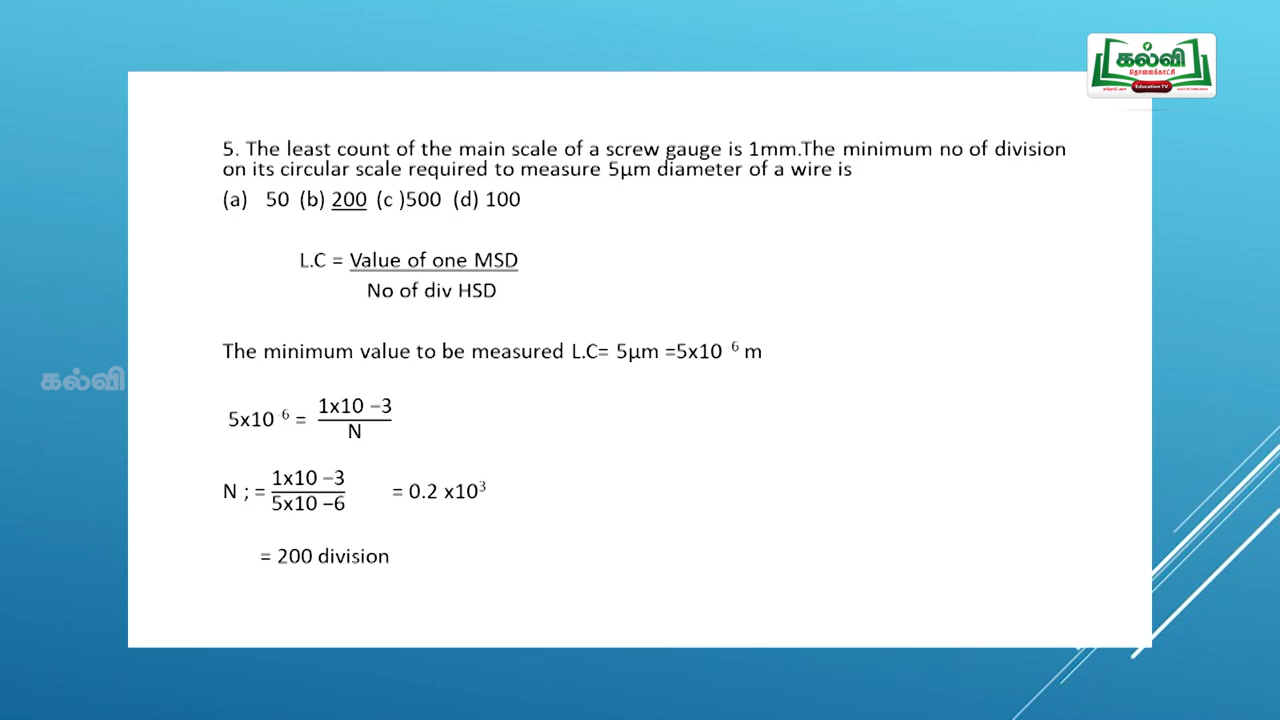 கல்வி
தொலைக்காட்சி
Education TV
5. The least count of the main scale of a screw gauge is 1mm.The minimum no of division
on its circular scale required to measure 5µm diameter of a wire is
(a) 50 (b) 200 (c )500 (d) 100
L.C = Value of one MSD
No of div HSD
The minimum value to be measured L.C= 5µm =5x10 ⁻⁶ m
கல்வி
5x10 ⁻⁶ = 1x10 –3
N
N ; = 1x10 –3 = 0.2 x10³
5x10 –6
= 200 division